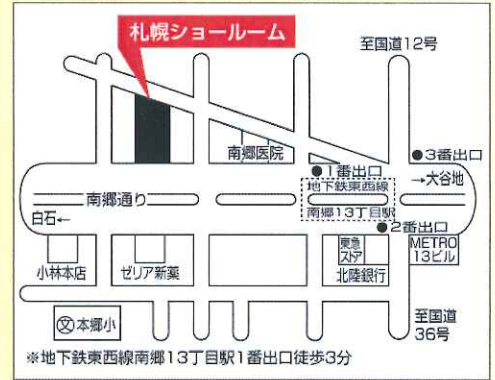 札幌ショールーム
至国道12号
南郷医院
●1番出口
●3番出口
地下鉄東西線
→大谷地
南郷通り
南郷13丁目駅
白石←
●2番出口
小林本店
ゼリア新薬
東急
ストア
METRO
13ビル
北陸銀行
文 本郷小
至国道
36号
※地下鉄東西線南郷13丁目駅1番出口徒歩3分